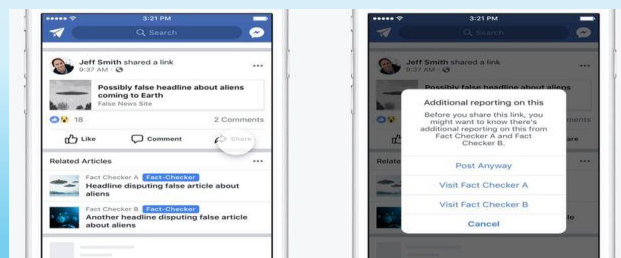 3:21 PM
Search
Jeff Smith shared a link
9:37 AM
Possibly false headline about aliens
coming to Earth
False News Site
18
2 Comments
Like
Comment
Share
Related Articles
Fact Checker A Fact-Checker
Headline disputing false article about
aliens
Fact Checker B Fact-Checker
Another headline disputing false article
about aliens
3:21 PM
Search
Jeff Smith shared a link
9:37 AM
Possibly false headline about aliens
Additional reporting on this
Before you share this link, you
might want to know there's
additional reporting on this from
Fact Checker A and Fact
Checker B.
Post Anyway
Visit Fact Checker A
Visit Fact Checker B
Cancel